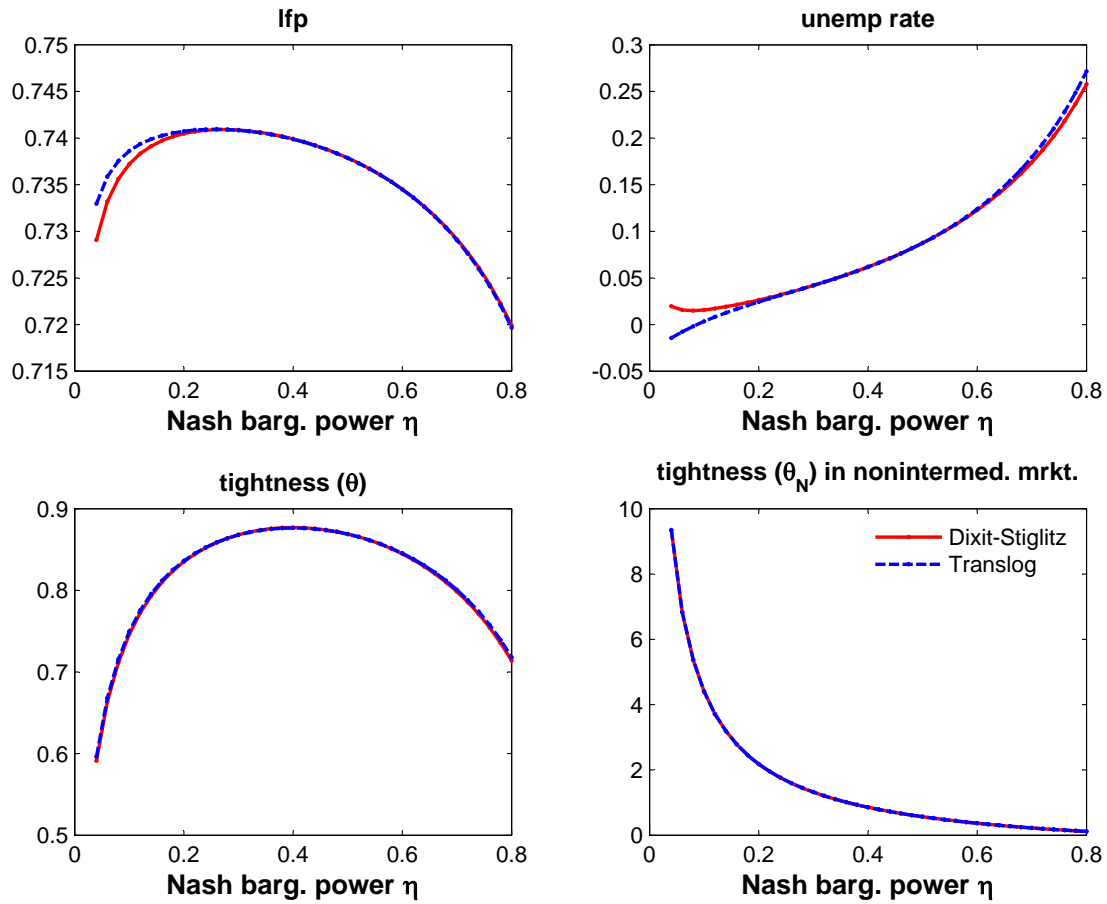 lfp
0.75
0.745
0.74
0.735
0.73
0.725
0.72
0.715
0 0.2 0.4 0.6 0.8
Nash barg. power η
unemp rate
0.3
0.25
0.2
0.15
0.1
0.05
0
-0.05
0 0.2 0.4 0.6 0.8
Nash barg. power η
tightness (θ)
0.9
0.8
0.7
0.6
0.5
0 0.2 0.4 0.6 0.8
Nash barg. power η
tightness (θ_N) in nonintermed. mrkt.
10
8
6
4
2
0
Dixit-Stiglitz
Translog
0 0.2 0.4 0.6 0.8
Nash barg. power η